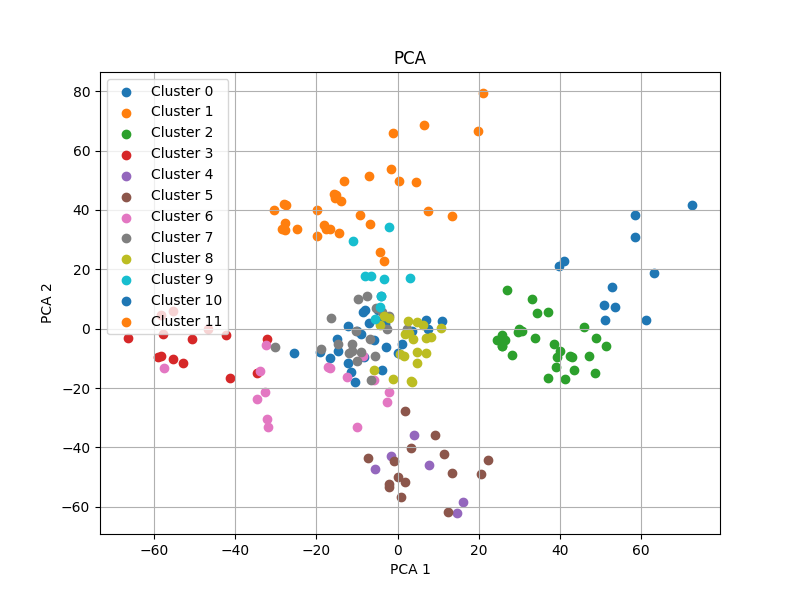 PCA
Cluster 0
Cluster 1
Cluster 2
Cluster 3
Cluster 4
Cluster 5
Cluster 6
Cluster 7
Cluster 8
Cluster 9
Cluster 10
Cluster 11
80
60
40
20
0
−20
−40
−60
PCA 2
−60 −40 −20 0 20 40 60
PCA 1